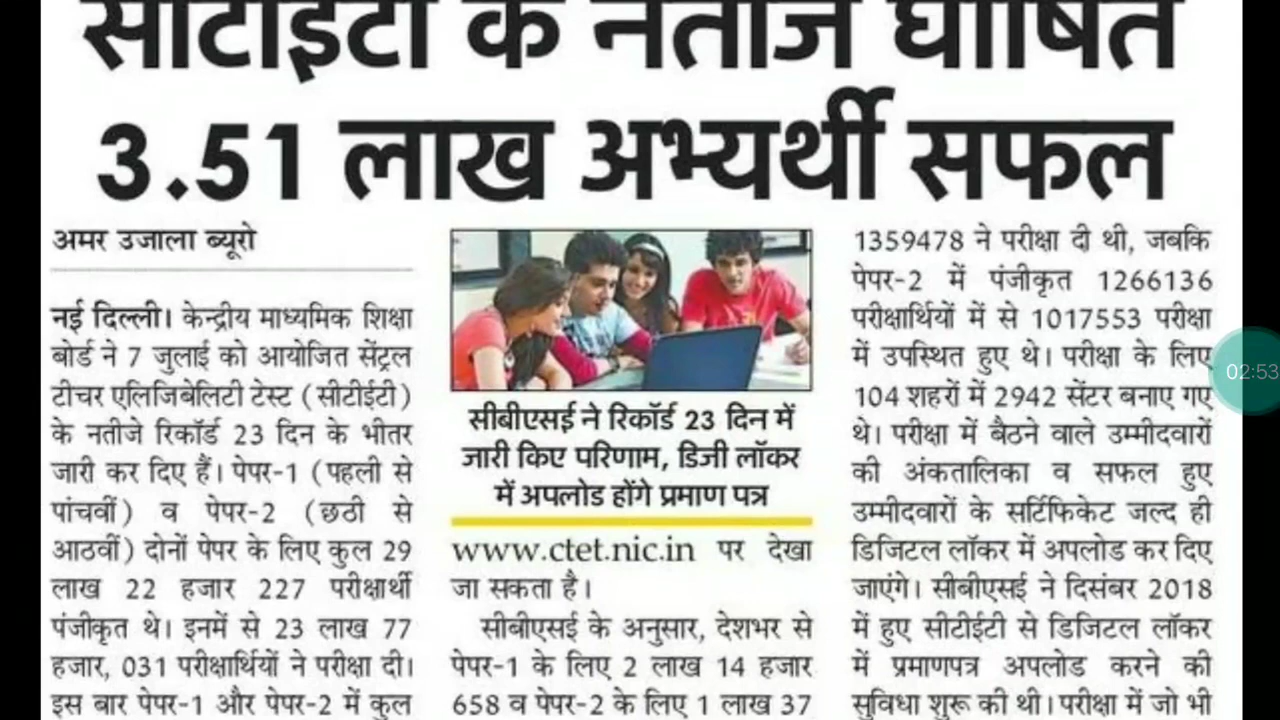 सीटीईटी के नतीजे घोषित
3.51 लाख अभ्यर्थी सफल
अमर उजाला ब्यूरो
नई दिल्ली। केन्द्रीय माध्यमिक शिक्षा
बोर्ड ने 7 जुलाई को आयोजित सेंट्रल
टीचर एलिजिबेलिटी टेस्ट (सीटीईटी)
के नतीजे रिकॉर्ड 23 दिन के भीतर
जारी कर दिए हैं। पेपर-1 (पहली से
पांचवीं) व पेपर-2 (छठी से
आठवीं) दोनों पेपर के लिए कुल 29
लाख 22 हजार 227 परीक्षार्थी
पंजीकृत थे। इनमें से 23 लाख 77
हजार, 031 परीक्षार्थियों ने परीक्षा दी।
इस बार पेपर-1 और पेपर-2 में कुल
सीबीएसई ने रिकॉर्ड 23 दिन में
जारी किए परिणाम, डिजी लॉकर
में अपलोड होंगे प्रमाण पत्र
www.ctet.nic.in पर देखा
जा सकता है।
सीबीएसई के अनुसार, देशभर से
पेपर-1 के लिए 2 लाख 14 हजार
658 व पेपर-2 के लिए 1 लाख 37
1359478 ने परीक्षा दी थी, जबकि
पेपर-2 में पंजीकृत 1266136
परीक्षार्थियों में से 1017553 परीक्षा
में उपस्थित हुए थे। परीक्षा के लिए
104 शहरों में 2942 सेंटर बनाए गए
थे। परीक्षा में बैठने वाले उम्मीदवारों
की अंकतालिका व सफल हुए
उम्मीदवारों के सर्टिफिकेट जल्द ही
डिजिटल लॉकर में अपलोड कर दिए
जाएंगे। सीबीएसई ने दिसंबर 2018
में हुए सीटीईटी से डिजिटल लॉकर
में प्रमाणपत्र अपलोड करने की
सुविधा शुरू की थी। परीक्षा में जो भी
02:53